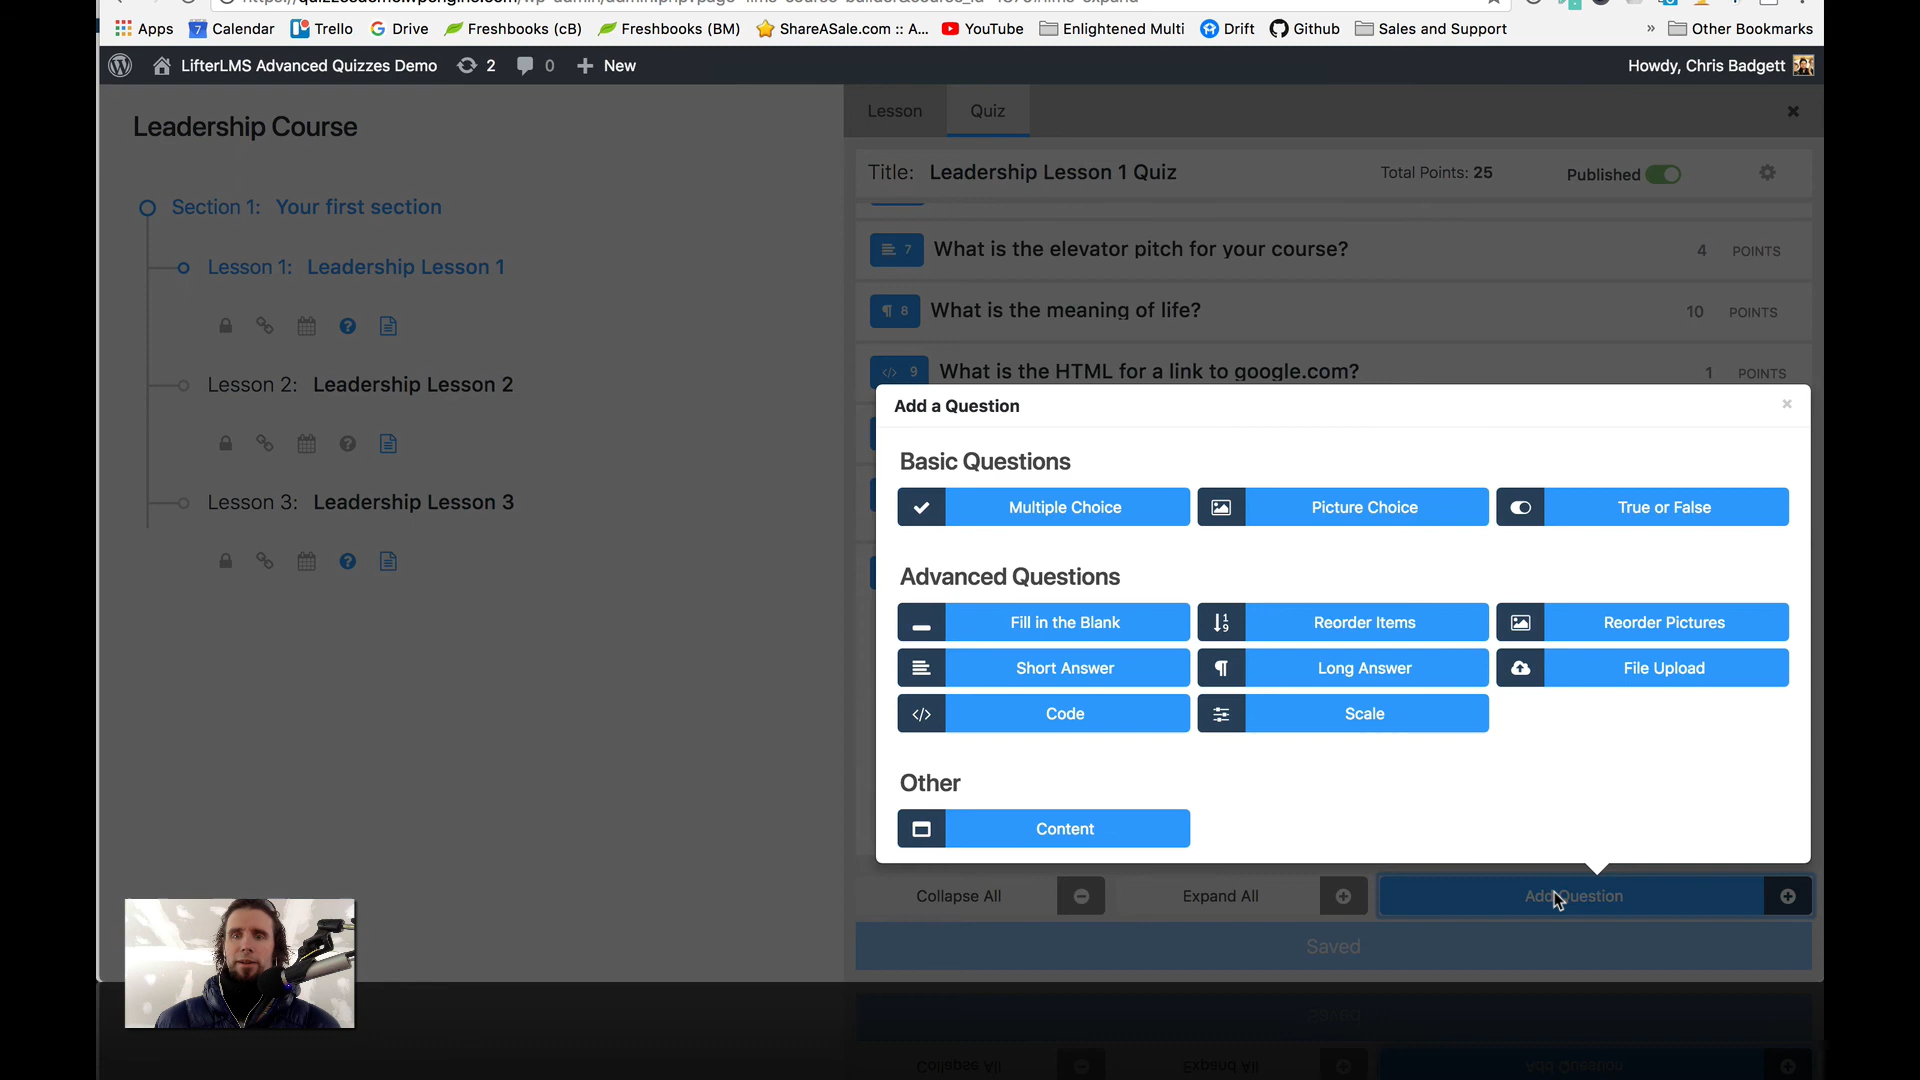 Apps
7 Calendar
Trello
Drive
Freshbooks (cB)
Freshbooks (BM)
ShareASale.com :: A...
YouTube
Enlightened Multi
Drift
Github
Sales and Support
» Other Bookmarks
LifterLMS Advanced Quizzes Demo
2
0
+ New
Howdy, Chris Badgett
Leadership Course
Section 1: Your first section
Lesson 1: Leadership Lesson 1
Lesson 2: Leadership Lesson 2
Lesson 3: Leadership Lesson 3
Lesson
Quiz
Title: Leadership Lesson 1 Quiz
Total Points: 25
Published
7 What is the elevator pitch for your course? 4 POINTS
8 What is the meaning of life? 10 POINTS
9 What is the HTML for a link to google.com? 1 POINTS
Add a Question
Basic Questions
Multiple Choice
Picture Choice
True or False
Advanced Questions
Fill in the Blank
Reorder Items
Reorder Pictures
Short Answer
Long Answer
File Upload
Code
Scale
Other
Content
Collapse All
Expand All
Add Question
Saved